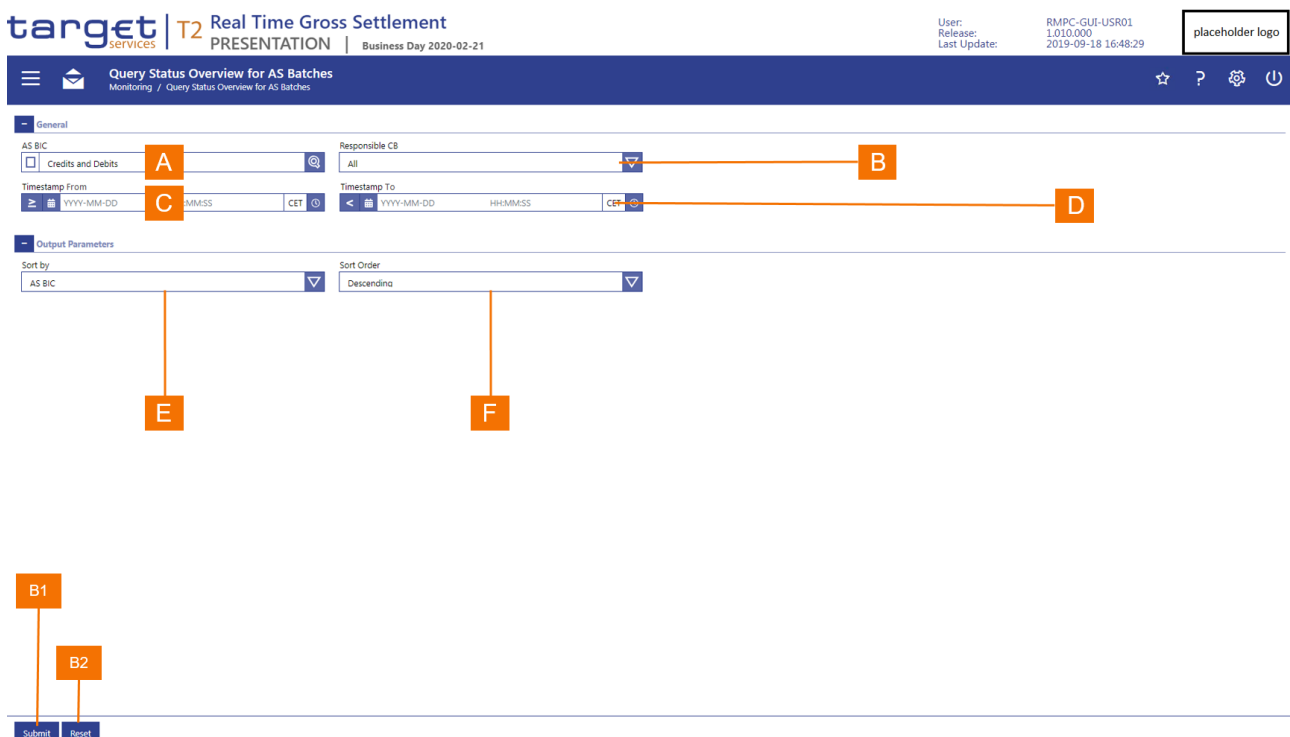 target services | T2 Real Time Gross Settlement
PRESENTATION | Business Day 2020-02-21
User: RMPC-GUI-USR01
Release: 1.010.000
Last Update: 2019-09-18 16:48:29
placeholder logo
Query Status Overview for AS Batches
Monitoring / Query Status Overview for AS Batches
? 
− General
AS BIC Responsible CB
Credits and Debits A All B
Timestamp From Timestamp To
≥ YYYY-MM-DD C :MM:SS CET < YYYY-MM-DD HH:MM:SS CET D
− Output Parameters
Sort by Sort Order
AS BIC Descending
E F
B1
B2
Submit Reset